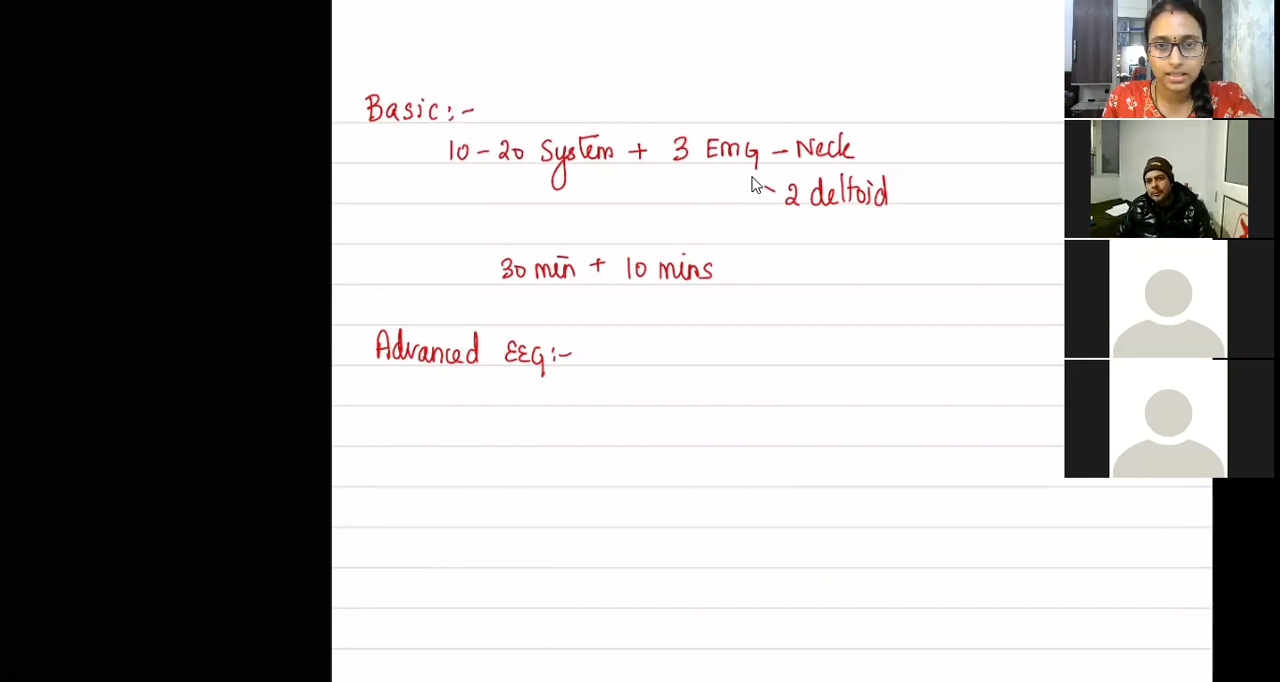 Basic:-
10-20 System + 3 EMG - Neck
- 2 deltoid
30 min + 10 mins
Advanced EEG:-